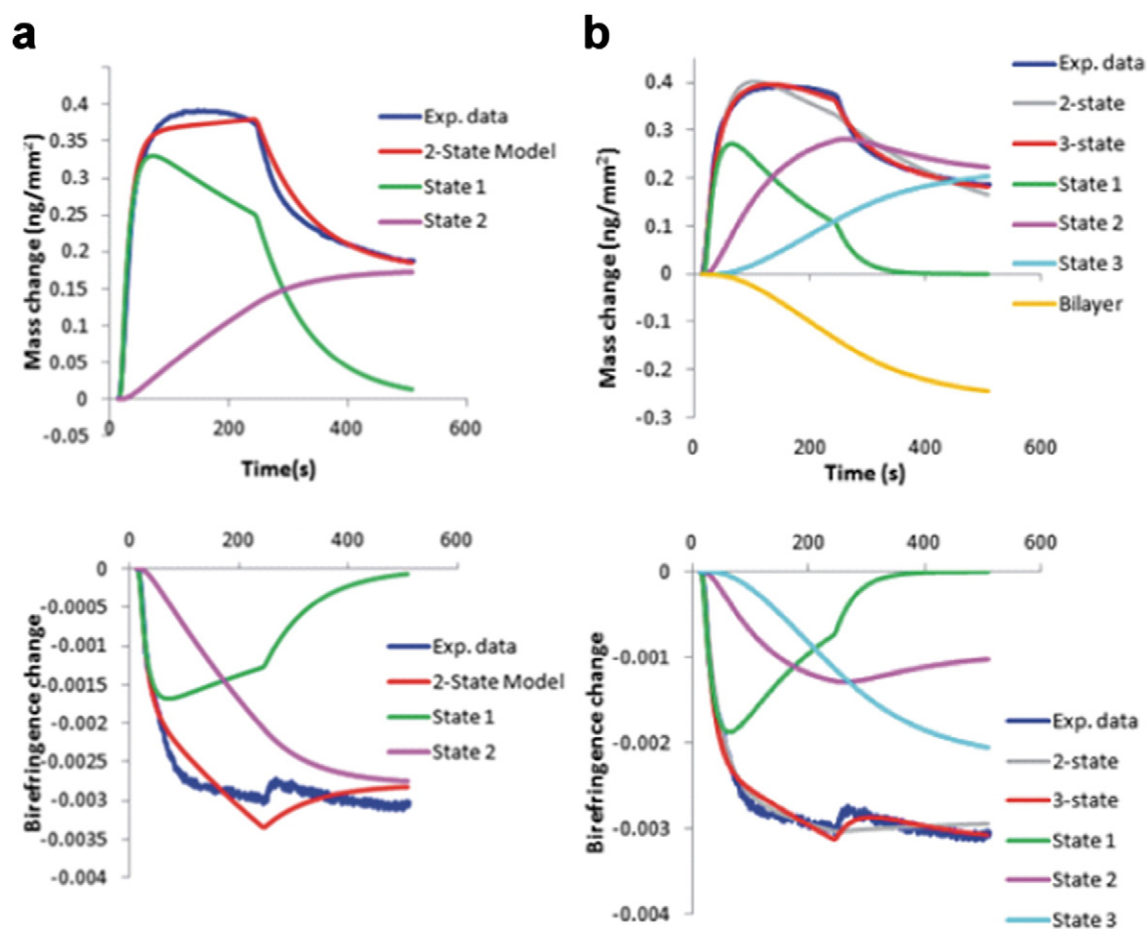 a
Mass change (ng/mm²)
0.4
0.35
0.3
0.25
0.2
0.15
0.1
0.05
0
-0.05
0
200
400
600
Time(s)
Exp. data
2-State Model
State 1
State 2
b
Mass change (ng/mm²)
0.4
0.3
0.2
0.1
0
-0.1
-0.2
-0.3
0
200
400
600
Time (s)
Exp. data
2-state
3-state
State 1
State 2
State 3
Bilayer
0
200
400
600
Birefringence change
0
-0.0005
-0.001
-0.0015
-0.002
-0.0025
-0.003
-0.0035
-0.004
Exp. data
2-State Model
State 1
State 2
0
200
400
600
Birefringence change
0
-0.001
-0.002
-0.003
-0.004
Exp. data
2-state
3-state
State 1
State 2
State 3